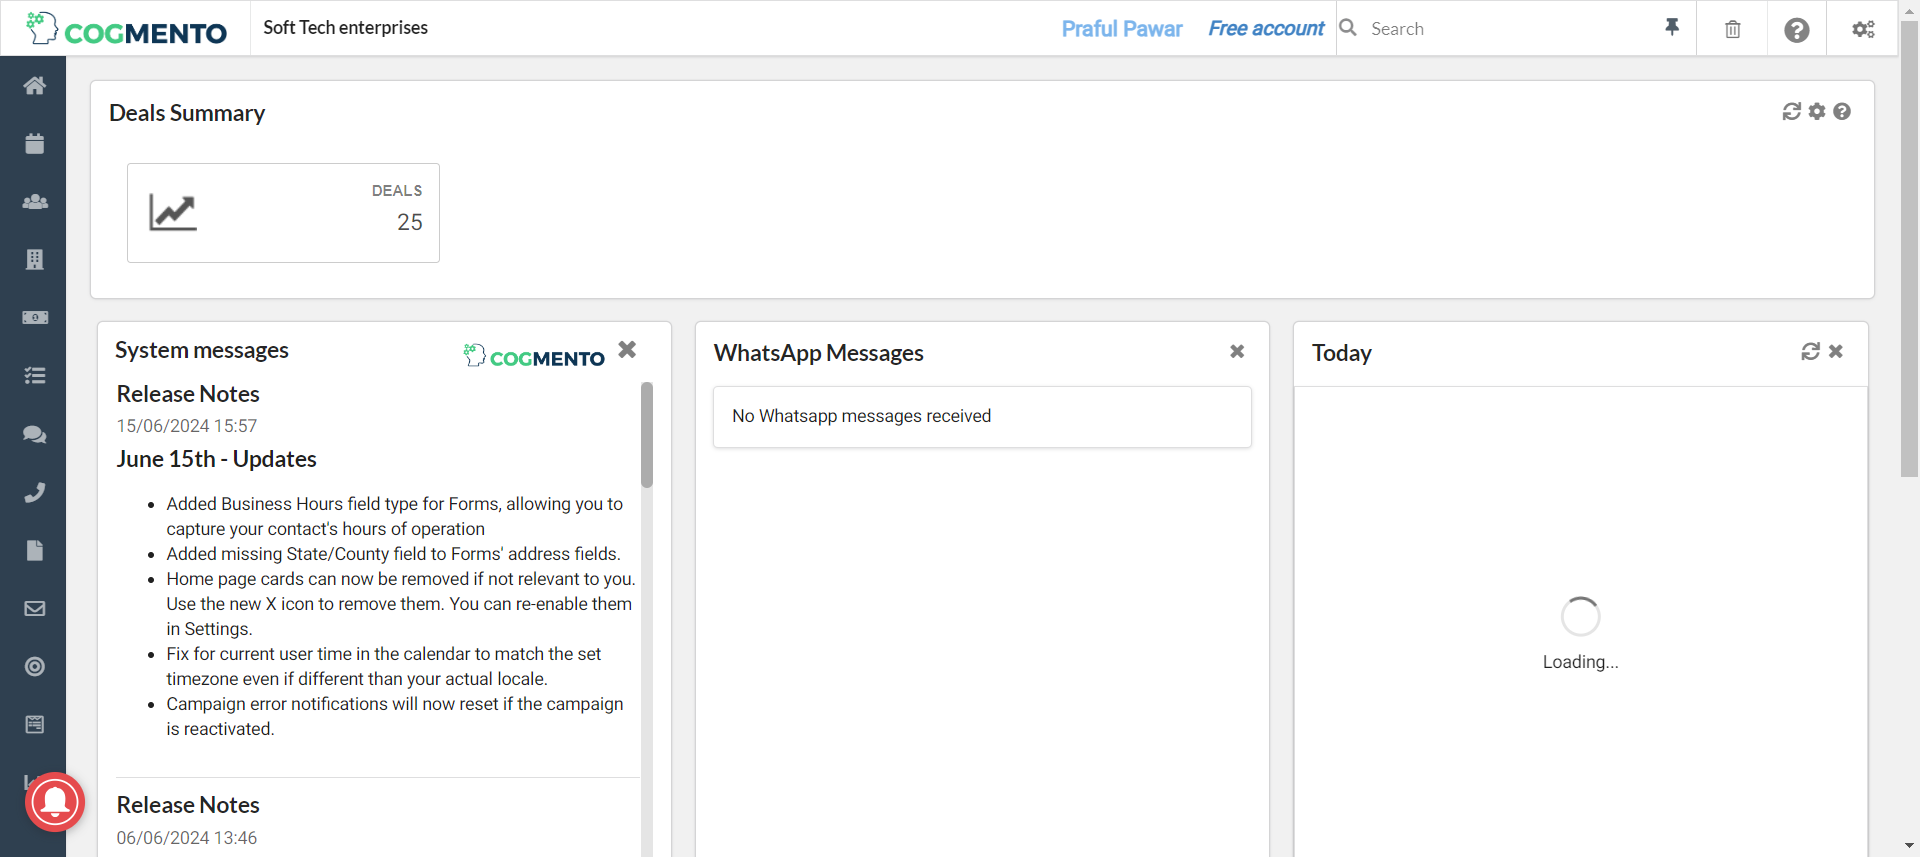 COGMENTO
Soft Tech enterprises
Praful Pawar
Free account
Search
Deals Summary
DEALS
25
System messages
COGMENTO
Release Notes
15/06/2024 15:57
June 15th - Updates
Added Business Hours field type for Forms, allowing you to
capture your contact's hours of operation
Added missing State/County field to Forms' address fields.
Home page cards can now be removed if not relevant to you.
Use the new X icon to remove them. You can re-enable them
in Settings.
Fix for current user time in the calendar to match the set
timezone even if different than your actual locale.
Campaign error notifications will now reset if the campaign
is reactivated.
Release Notes
06/06/2024 13:46
WhatsApp Messages
No Whatsapp messages received
Today
Loading...